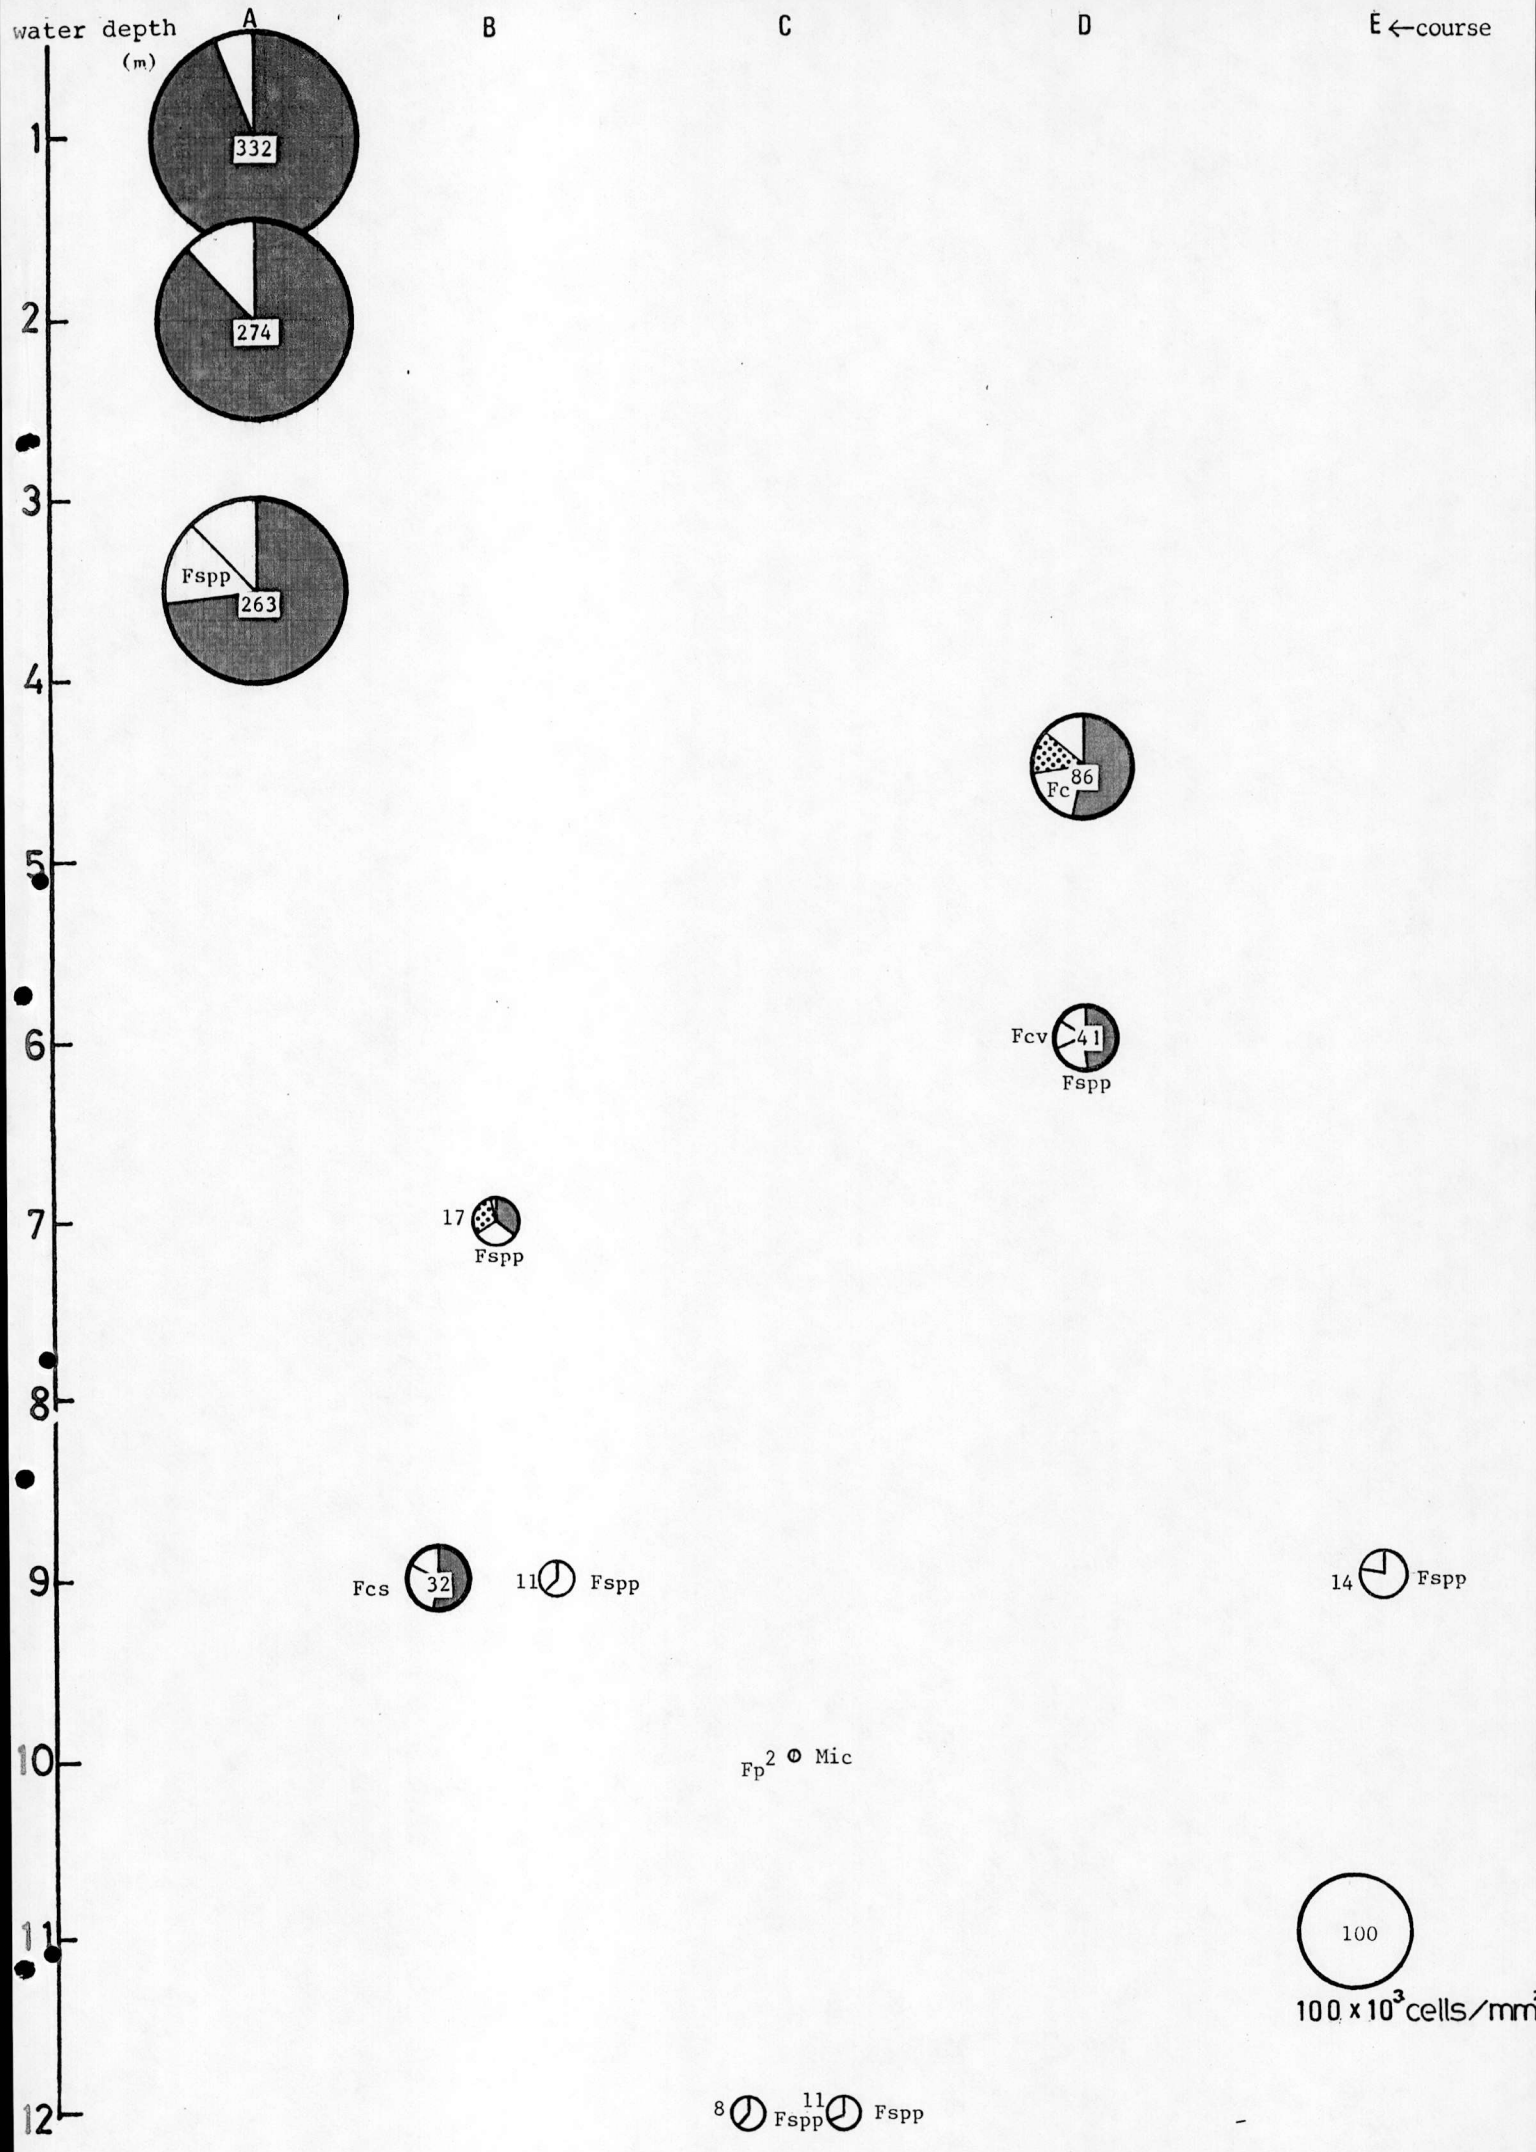 water depth A B C D E ←course
(m)
1
332
2
274
3
Fspp
263
4
86
Fc
5
Fcv 41
6
Fspp
7 17
Fspp
8
9 Fcs 32 11 Fspp 14 Fspp
10 Fp 2 Mic
11 100
100 x 10³ cells/mm
12 8 Fspp 11 Fspp